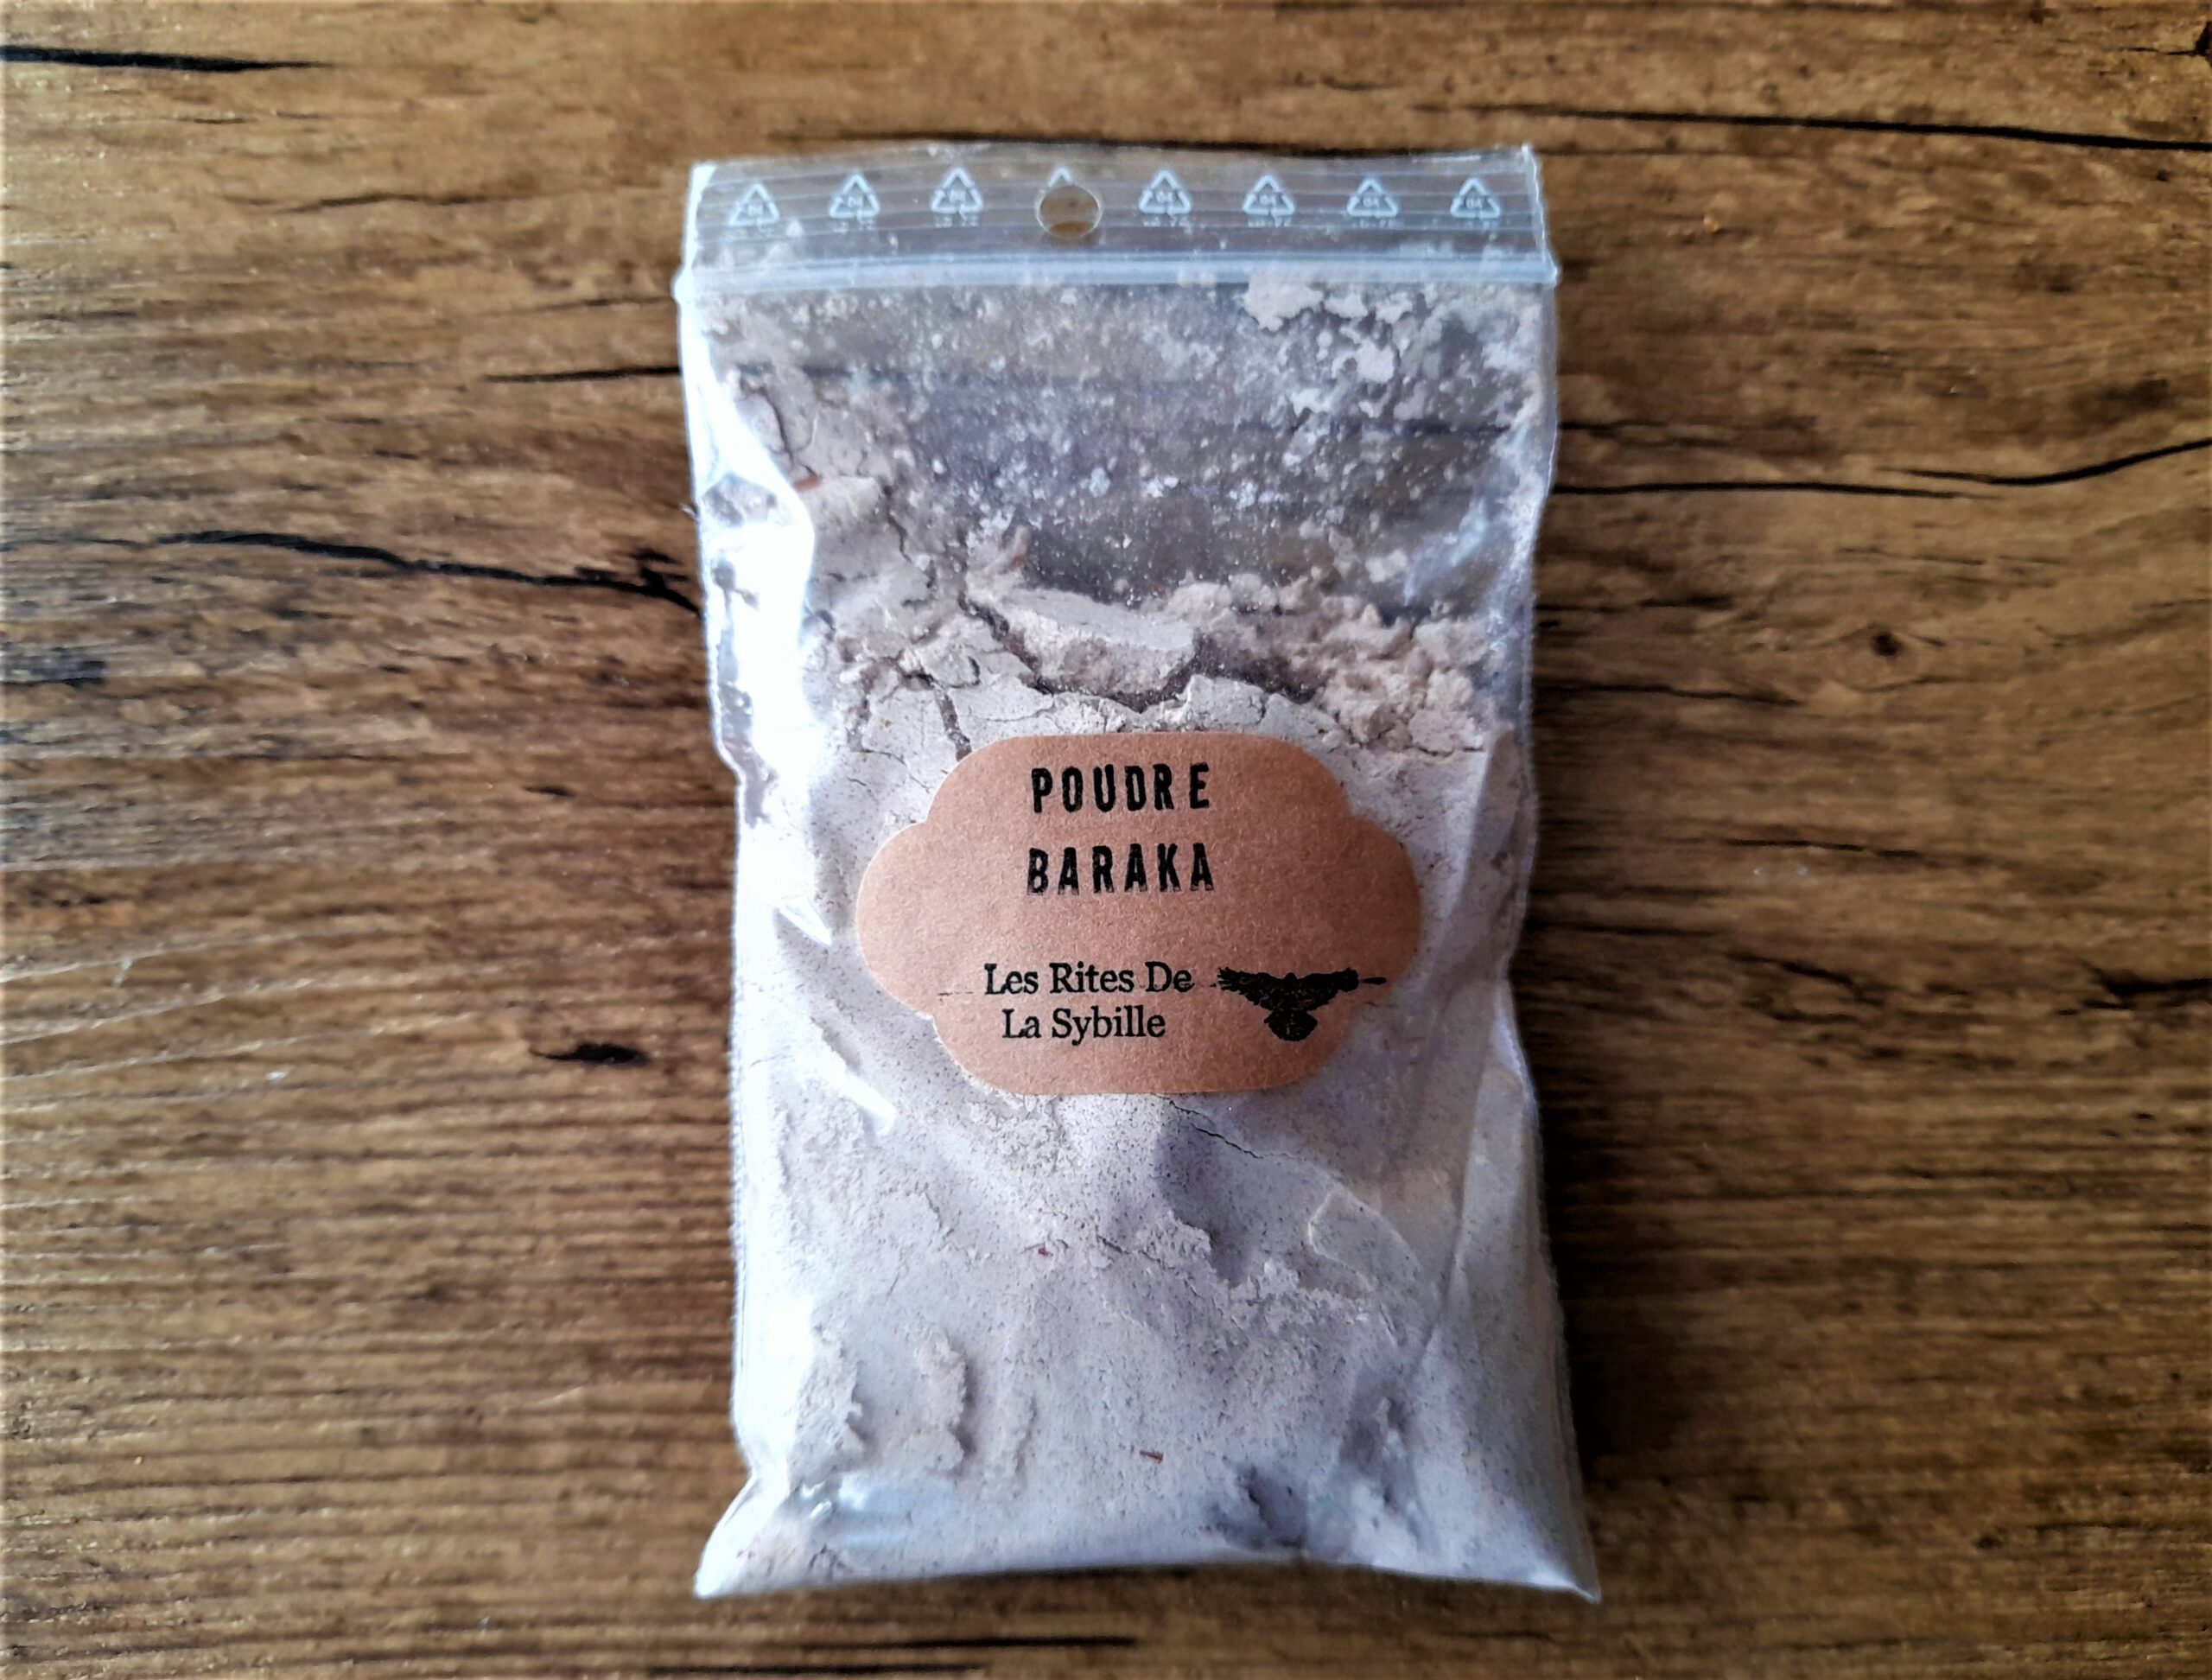 POUDRE
BARAKA
Les Rites De
La Sybille